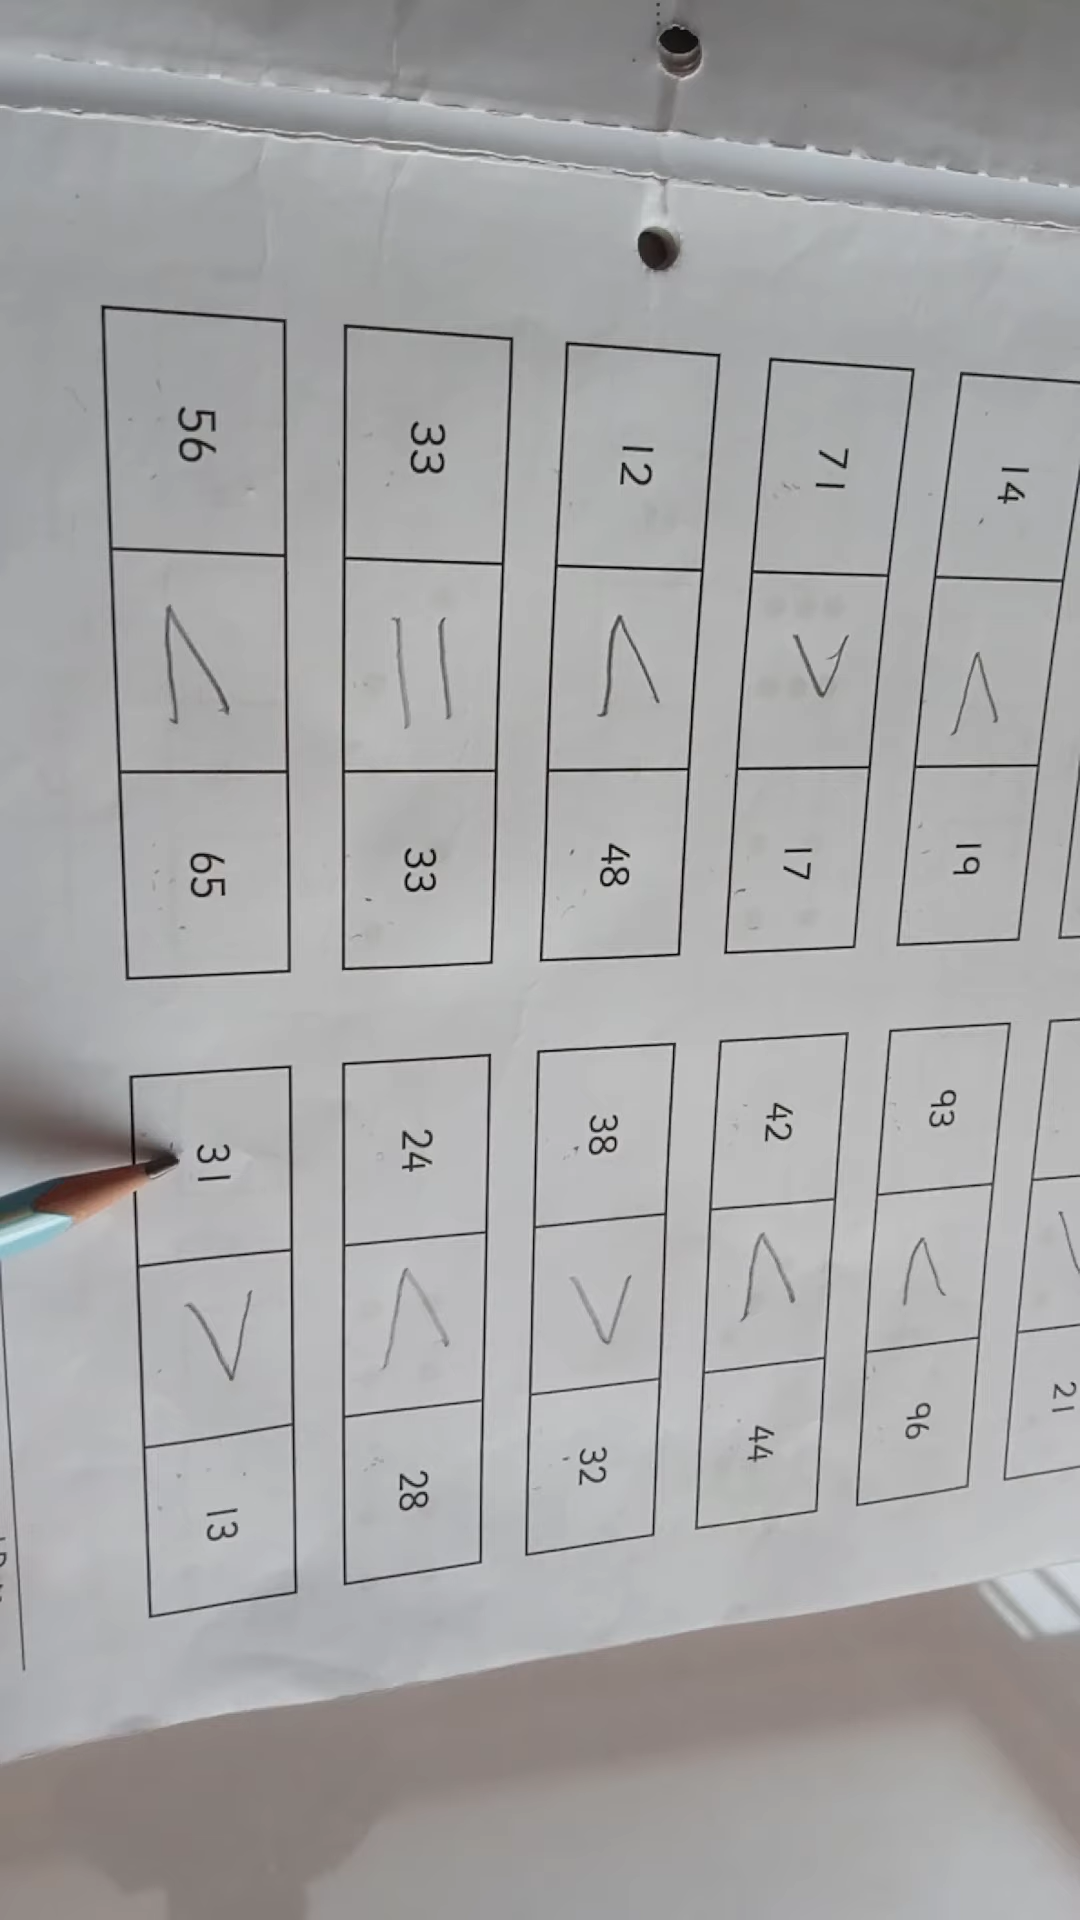 21
14 < 19 93 < 96
71 > 17 42 < 44
12 < 48 38 > 32
33 = 33 24 < 28
56 < 65 31 > 13